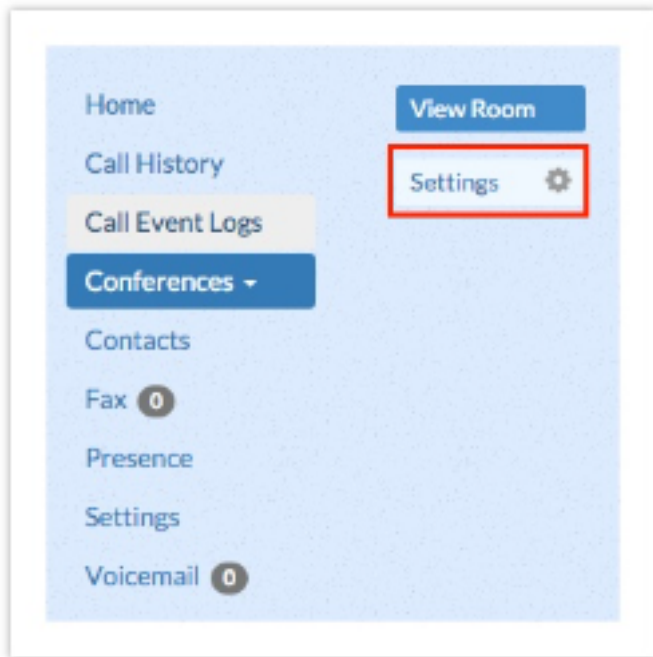 Home
Call History
Call Event Logs
Conferences
Contacts
Fax 0
Presence
Settings
Voicemail 0
View Room
Settings